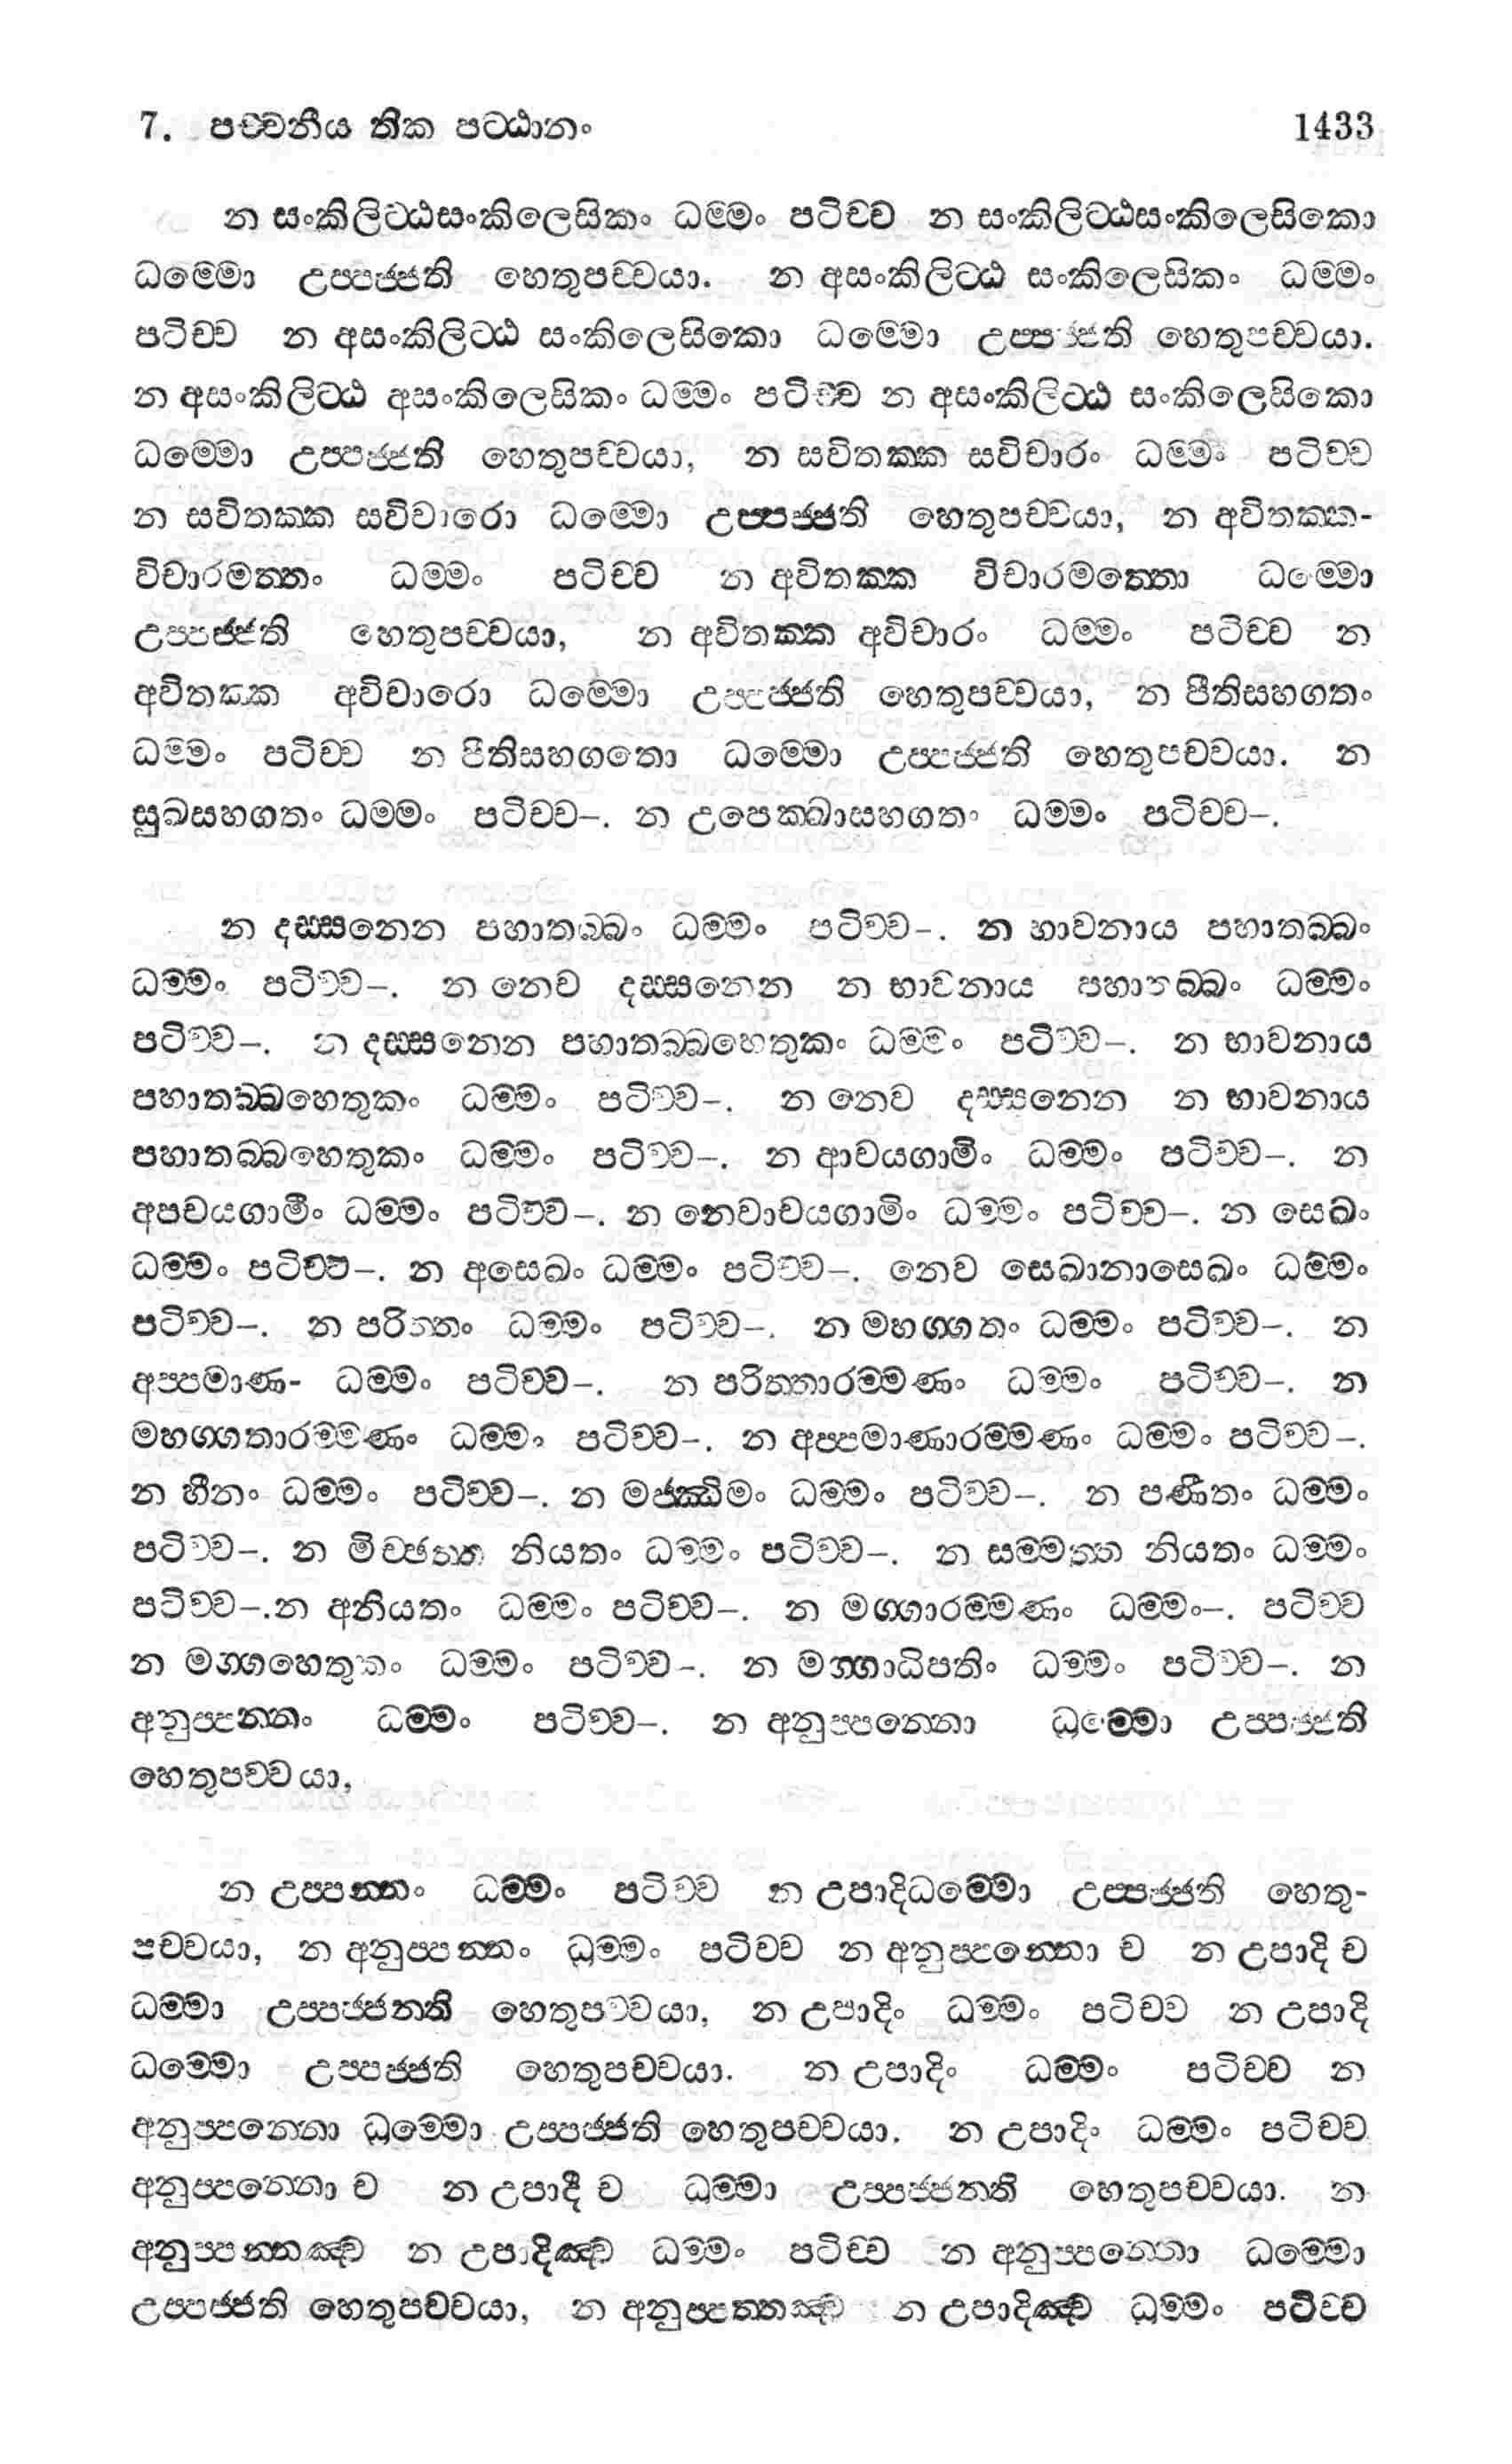 7. පච්චනීය තික පට්ඨානං 1433
න සංකිලිට්ඨසංකිලෙසිකං ධම්මං පටිච්ච න සංකිලිට්ඨසංකිලෙසිකො
ධම්මො උප්පජ්ජති හෙතුපච්චයා. න අසංකිලිට්ඨ සංකිලෙසිකං ධම්මං
පටිච්ච න අසංකිලිට්ඨ සංකිලෙසිකො ධම්මො උප්පජ්ජති හෙතුපච්චයා.
න අසංකිලිට්ඨ අසංකිලෙසිකං ධම්මං පටිච්ච න අසංකිලිට්ඨ සංකිලෙසිකො
ධම්මො උප්පජ්ජති හෙතුපච්චයා, න සවිතක්ක සවිචාරං ධම්මං පටිච්ච
න සවිතක්ක සවිචාරො ධම්මො උප්පජ්ජති හෙතුපච්චයා, න අවිතක්ක-
විචාරමත්තං ධම්මං පටිච්ච න අවිතක්ක විචාරමත්තො ධම්මො
උප්පජ්ජති හෙතුපච්චයා, න අවිතක්ක අවිචාරං ධම්මං පටිච්ච න
අවිතක්ක අවිචාරො ධම්මො උප්පජ්ජති හෙතුපච්චයා, න පීතිසහගතං
ධම්මං පටිච්ච න පීතිසහගතො ධම්මො උප්පජ්ජති හෙතුපච්චයා. න
සුඛසහගතං ධම්මං පටිච්ච–. න උපෙක්ඛාසහගතං ධම්මං පටිච්ච–.
න දස්සනෙන පහාතබ්බං ධම්මං පටිච්ච–. න භාවනාය පහාතබ්බං
ධම්මං පටිච්ච–. න නෙව දස්සනෙන න භාවනාය පහාතබ්බං ධම්මං
පටිච්ච–. න දස්සනෙන පහාතබ්බහෙතුකං ධම්මං පටිච්ච–. න භාවනාය
පහාතබ්බහෙතුකං ධම්මං පටිච්ච–. න නෙව දස්සනෙන න භාවනාය
පහාතබ්බහෙතුකං ධම්මං පටිච්ච–. න ආචයගාමිං ධම්මං පටිච්ච–. න
අපචයගාමිං ධම්මං පටිච්ච–. න නෙවාචයගාමිං ධම්මං පටිච්ච–. න සෙඛං
ධම්මං පටිච්ච–. න අසෙඛං ධම්මං පටිච්ච–. නෙව සෙඛානාසෙඛං ධම්මං
පටිච්ච–. න පරිත්තං ධම්මං පටිච්ච–. න මහග්ගතං ධම්මං පටිච්ච–. න
අප්පමාණ- ධම්මං පටිච්ච–. න පරිත්තාරම්මණං ධම්මං පටිච්ච–. න
මහග්ගතාරම්මණං ධම්මං පටිච්ච–. න අප්පමාණාරම්මණං ධම්මං පටිච්ච–.
න හීනං ධම්මං පටිච්ච–. න මජ්ඣිමං ධම්මං පටිච්ච–. න පණීතං ධම්මං
පටිච්ච–. න මිච්ඡත්ත නියතං ධම්මං පටිච්ච–. න සම්මත්ත නියතං ධම්මං
පටිච්ච–.න අනියතං ධම්මං පටිච්ච–. න මග්ගාරම්මණං ධම්මං–. පටිච්ච
න මග්ගහෙතුකං ධම්මං පටිච්ච–. න මග්ගාධිපතිං ධම්මං පටිච්ච–. න
අනුප්පන්නං ධම්මං පටිච්ච–. න අනුප්පන්නො ධම්මො උප්පජ්ජති
හෙතුපච්චයා,
න උප්පන්නං ධම්මං පටිච්ච න උපාදිධම්මො උප්පජ්ජති හෙතු-
පච්චයා, න අනුප්පන්නං ධම්මං පටිච්ච න අනුප්පන්නො ච න උපාදි ච
ධම්මා උප්පජ්ජන්ති හෙතුපච්චයා, න උපාදිං ධම්මං පටිච්ච න උපාදි
ධම්මො උප්පජ්ජති හෙතුපච්චයා. න උපාදිං ධම්මං පටිච්ච න
අනුප්පන්නො ධම්මො උප්පජ්ජති හෙතුපච්චයා. න උපාදිං ධම්මං පටිච්ච
අනුප්පන්නො ච න උපාදී ච ධම්මා උප්පජ්ජන්ති හෙතුපච්චයා. න
අනුප්පන්නඤ්ච න උපාදිඤ්ච ධම්මං පටිච්ච න අනුප්පන්නො ධම්මො
උප්පජ්ජති හෙතුපච්චයා, න අනුප්පන්නඤ්ච න උපාදිඤ්ච ධම්මං පටිච්ච